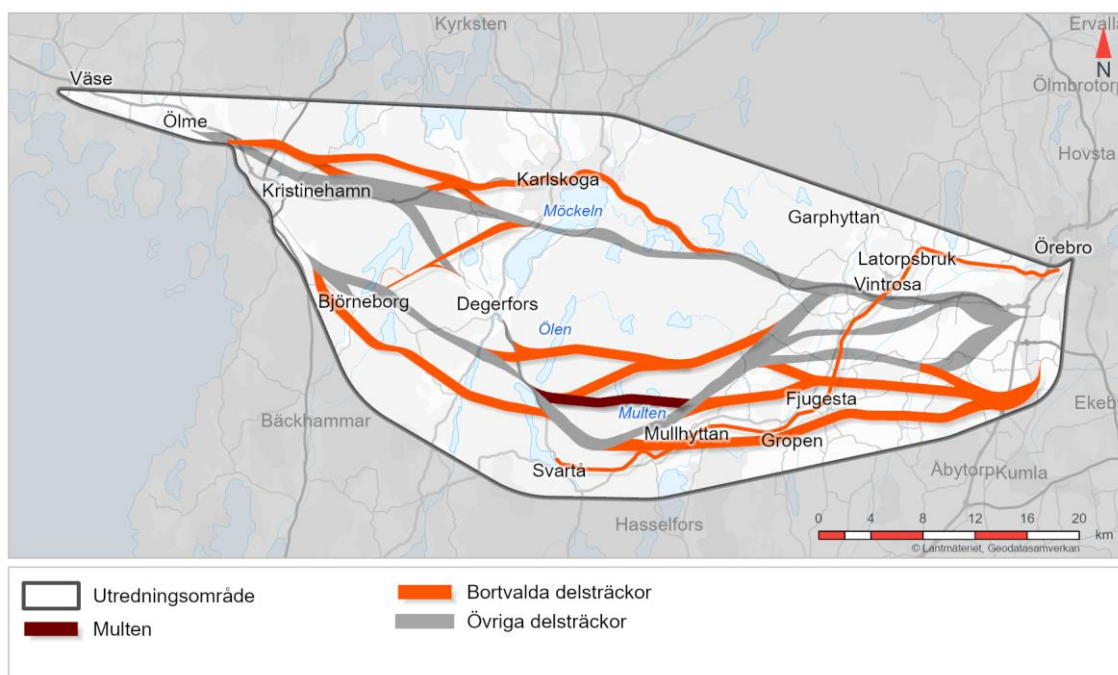 Kyrksten
Ervalla
N
Väse
Ölmbrotorp
Ölme
Hovsta
Karlskoga
Kristinehamn
Möckeln
Garphyttan
Örebro
Latorpsbruk
Vintrosa
Björneborg
Degerfors
Ölen
Fjugesta
Ekeby
Multen
Bäckhammar
Mullhyttan
Gropen
Svartå
Åbytorp
Kumla
Hasselfors
0 4 8 12 16 20
km
© Lantmäteriet, Geodatasamverkan
Utredningsområde
Bortvalda delsträckor
Multen
Övriga delsträckor